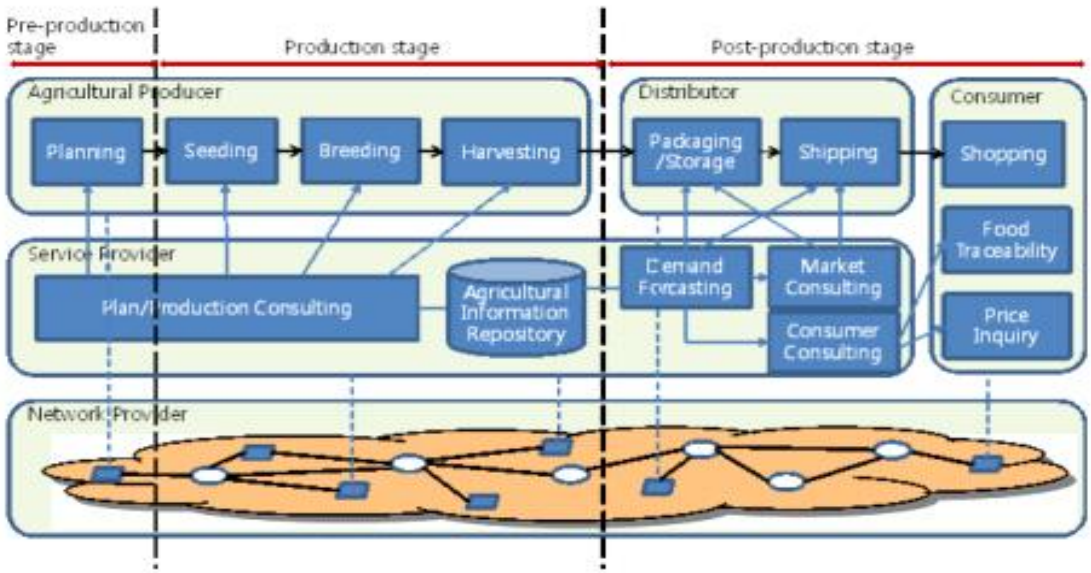 Pre-production
stage
Production stage
Post-production stage
Agricultural Producer
Distributor
Consumer
Planning
Seeding
Breeding
Harvesting
Packaging
/Storage
Shipping
Shopping
Service Provider
Plan/Production Consulting
Agricultural
Information
Repository
Demand
Forcasting
Market
Consulting
Consumer
Consulting
Food
Traceability
Price
Inquiry
Network Provider